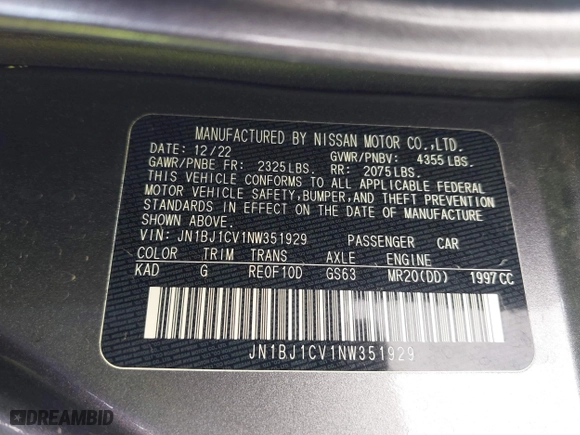 MANUFACTURED BY NISSAN MOTOR CO.,LTD.
DATE: 12/22 GVWR/PNBV: 4355 LBS.
GAWR/PNBE FR: 2325 LBS. RR: 2075 LBS.
THIS VEHICLE CONFORMS TO ALL APPLICABLE FEDERAL
MOTOR VEHICLE SAFETY, BUMPER, AND THEFT PREVENTION
STANDARDS IN EFFECT ON THE DATE OF MANUFACTURE
SHOWN ABOVE.
VIN: JN1BJ1CV1NW351929 PASSENGER CAR
COLOR TRIM TRANS AXLE ENGINE
KAD G RE0F10D GS63 MR20(DD) 1997CC
JN1BJ1CV1NW351929
DREAMBID